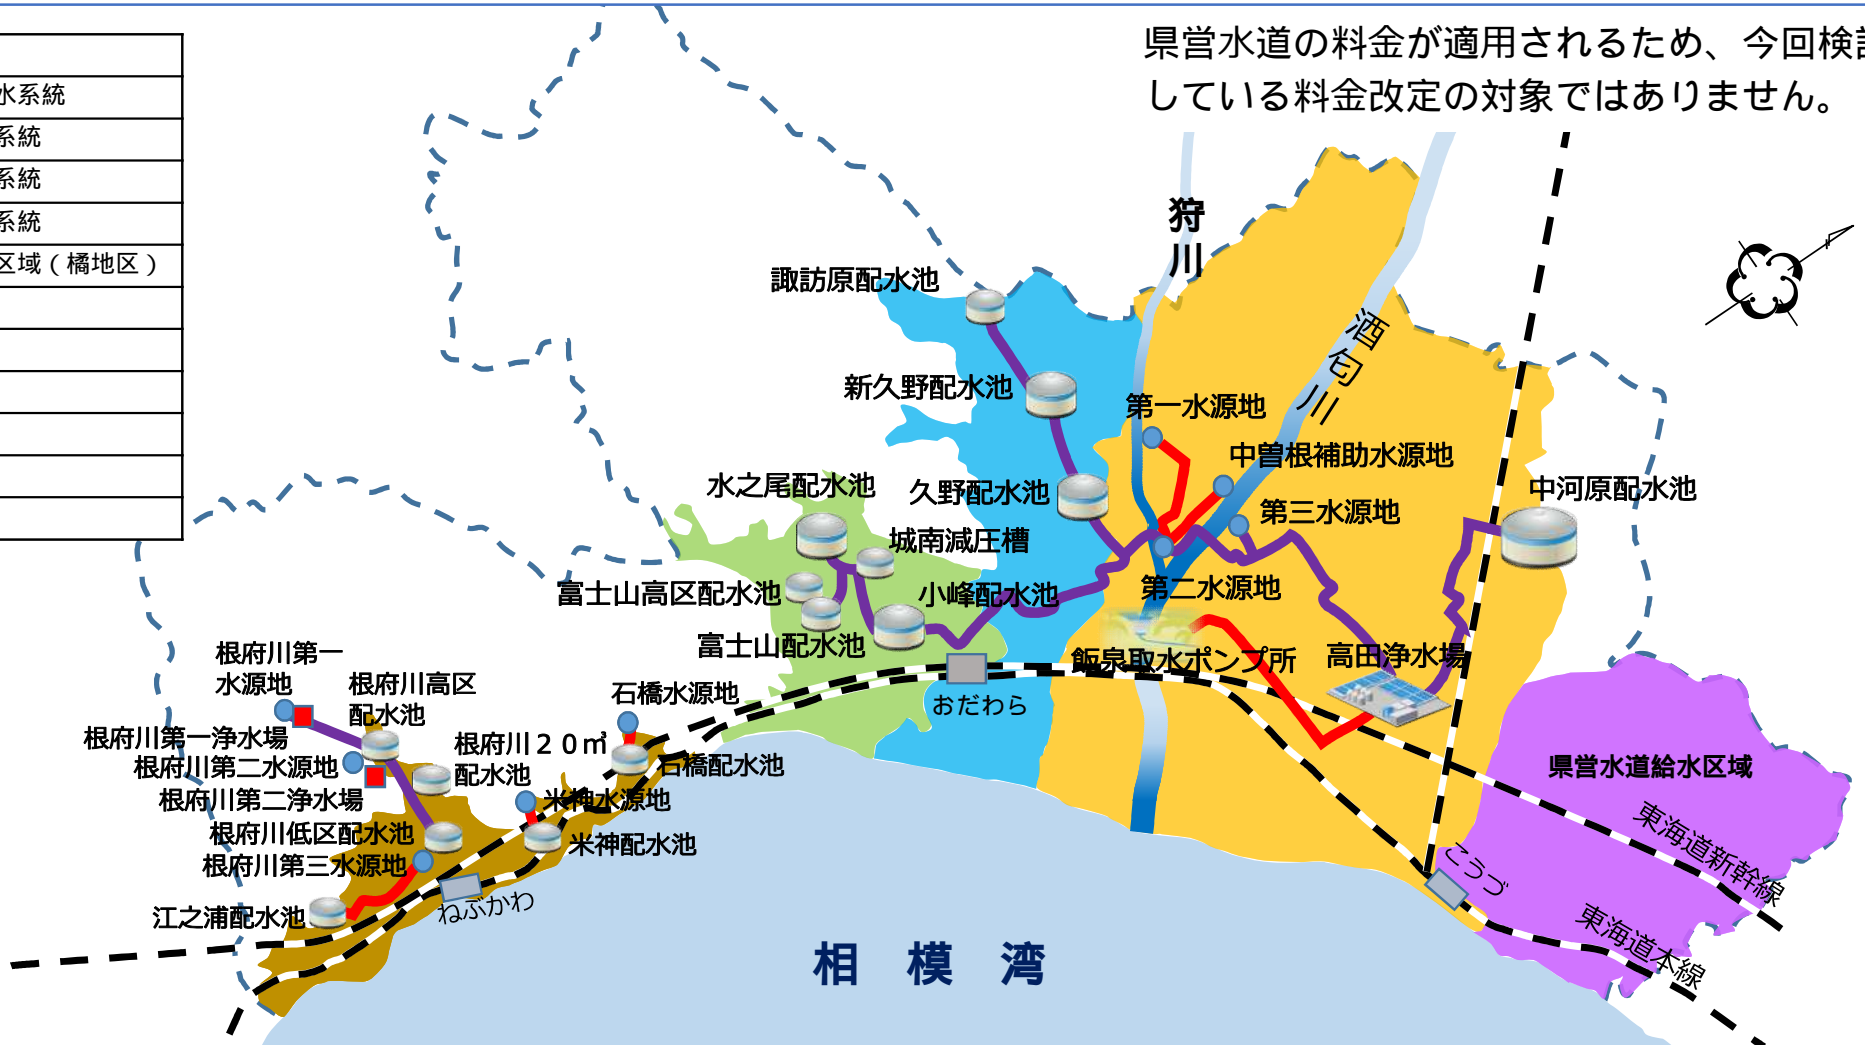 県営水道の料金が適用されるため、今回検
している料金改定の対象ではありません。
水系統
系統
系統
系統
区域（橘地区）
狩川
酒匂川
諏訪原配水池
新久野配水池
第一水源地
中曽根補助水源地
水之尾配水池
久野配水池
第三水源地
中河原配水池
城南減圧槽
富士山高区配水池
小峰配水池
第二水源地
富士山配水池
飯泉取水ポンプ所
高田浄水場
根府川第一
水源地
根府川高区
配水池
石橋水源地
おだわら
根府川第一浄水場
根府川２０㎥
配水池
根府川第二水源地
石橋配水池
県営水道給水区域
根府川第二浄水場
米神水源地
根府川低区配水池
米神配水池
東海道新幹線
根府川第三水源地
こうづ
江之浦配水池
ねぶかわ
東海道本線
相模湾